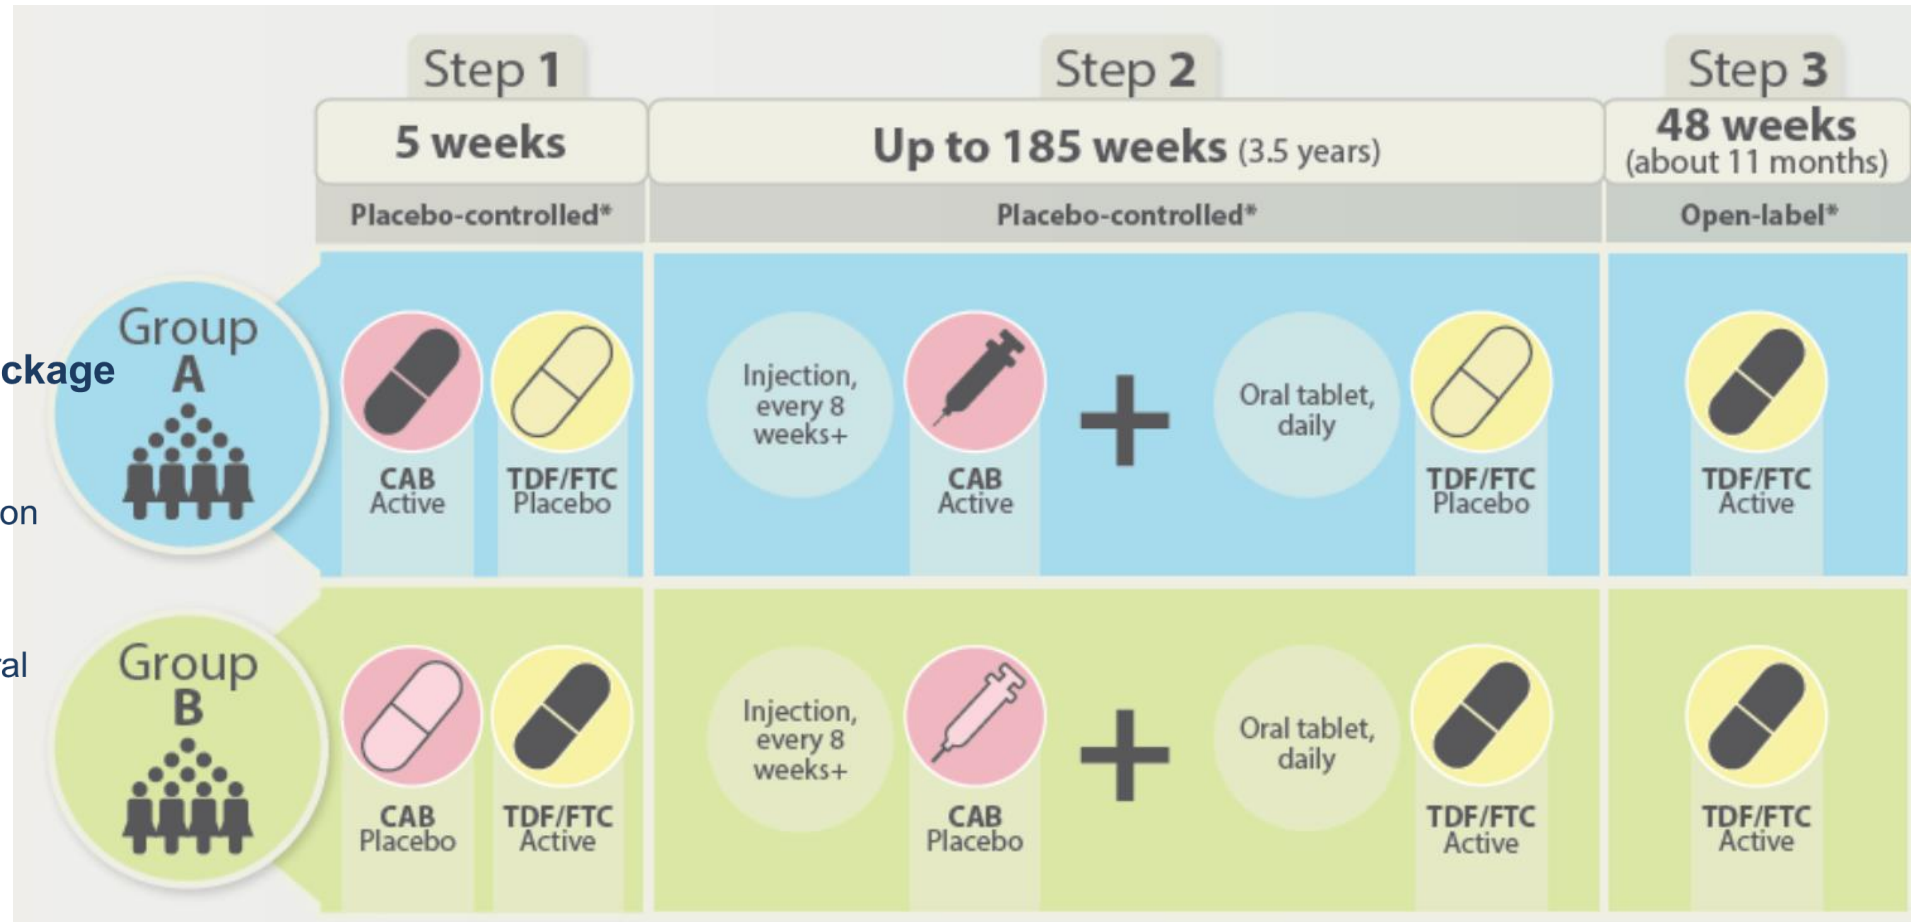 Step 1
Step 2
Step 3
5 weeks
Up to 185 weeks (3.5 years)
48 weeks
(about 11 months)
Placebo-controlled*
Placebo-controlled*
Open-label*
Group
A
ckage
on
CAB
Active
TDF/FTC
Placebo
Injection,
every 8
weeks+
CAB
Active
+
Oral tablet,
daily
TDF/FTC
Placebo
TDF/FTC
Active
Group
B
ral
CAB
Placebo
TDF/FTC
Active
Injection,
every 8
weeks+
CAB
Placebo
+
Oral tablet,
daily
TDF/FTC
Active
TDF/FTC
Active